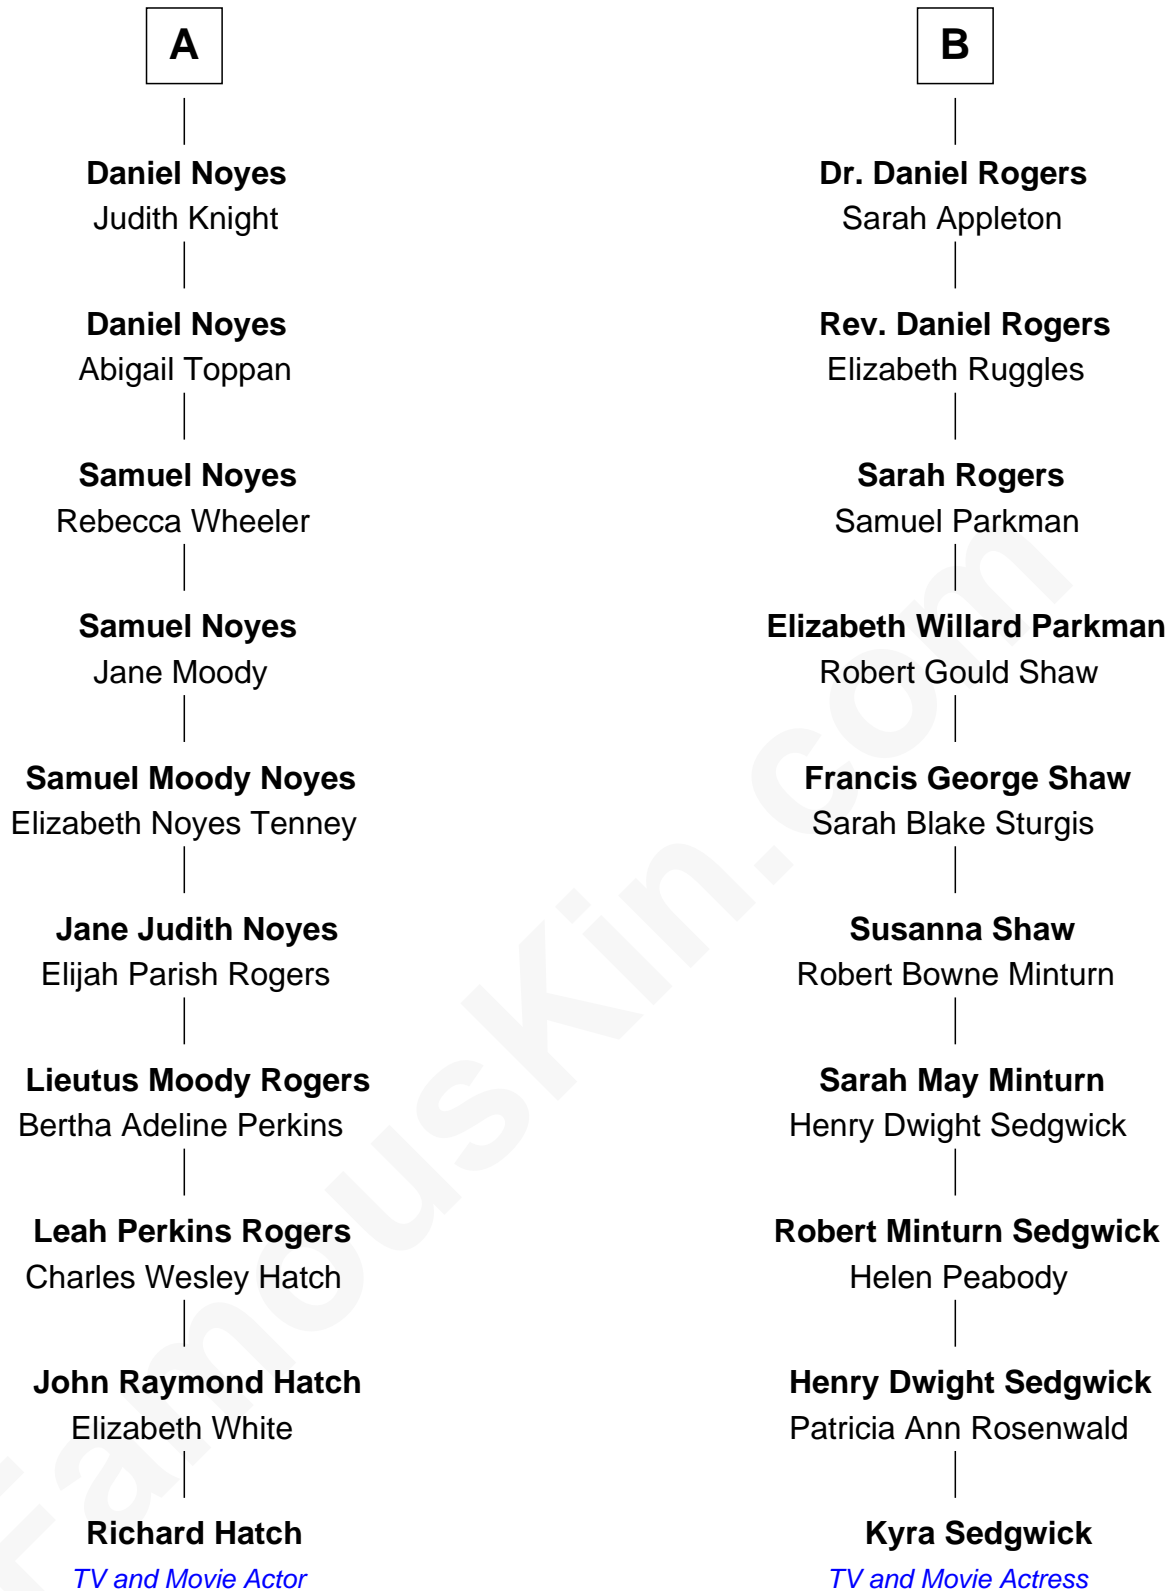 A
Daniel Noyes
Judith Knight
Daniel Noyes
Abigail Toppan
Samuel Noyes
Rebecca Wheeler
Samuel Noyes
Jane Moody
Samuel Moody Noyes
Elizabeth Noyes Tenney
Jane Judith Noyes
Elijah Parish Rogers
Lieutus Moody Rogers
Bertha Adeline Perkins
Leah Perkins Rogers
Charles Wesley Hatch
John Raymond Hatch
Elizabeth White
Richard Hatch
TV and Movie Actor
B
Dr. Daniel Rogers
Sarah Appleton
Rev. Daniel Rogers
Elizabeth Ruggles
Sarah Rogers
Samuel Parkman
Elizabeth Willard Parkman
Robert Gould Shaw
Francis George Shaw
Sarah Blake Sturgis
Susanna Shaw
Robert Bowne Minturn
Sarah May Minturn
Henry Dwight Sedgwick
Robert Minturn Sedgwick
Helen Peabody
Henry Dwight Sedgwick
Patricia Ann Rosenwald
Kyra Sedgwick
TV and Movie Actress
FamousKin.com